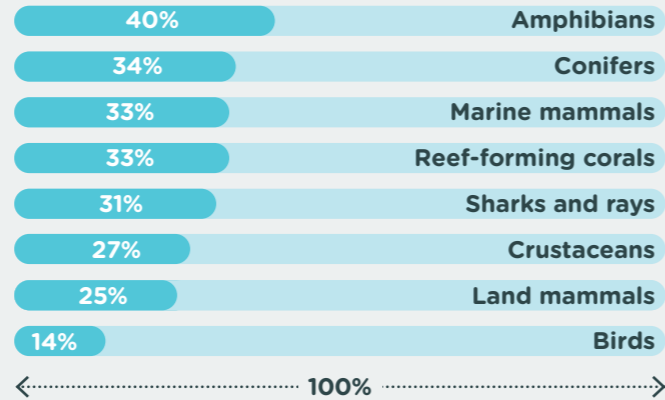 40% Amphibians
34% Conifers
33% Marine mammals
33% Reef-forming corals
31% Sharks and rays
27% Crustaceans
25% Land mammals
14% Birds
100%